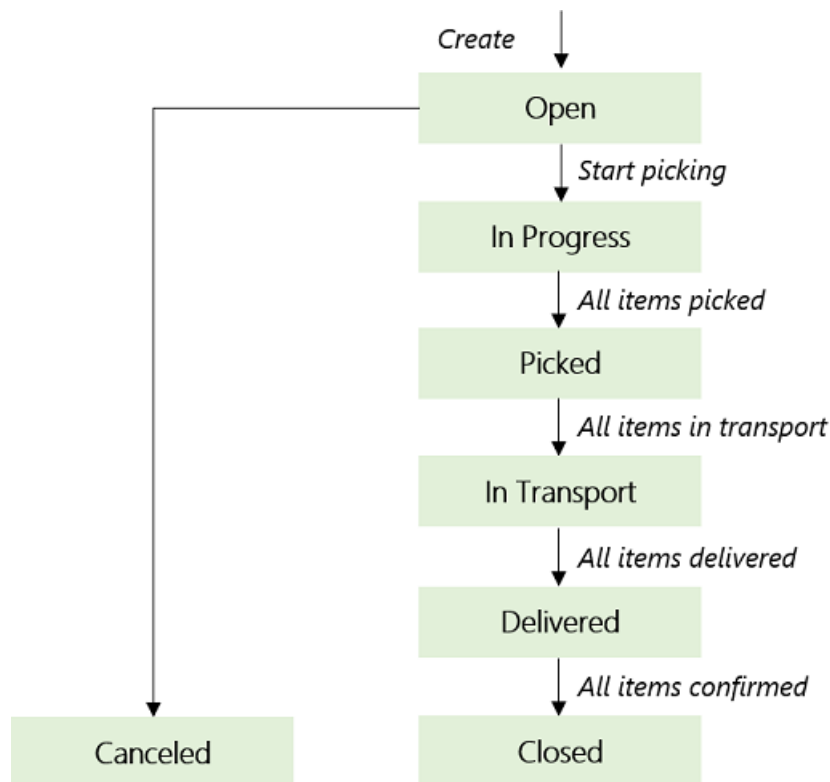 Create
Open
Start picking
In Progress
All items picked
Picked
All items in transport
In Transport
All items delivered
Delivered
All items confirmed
Canceled
Closed